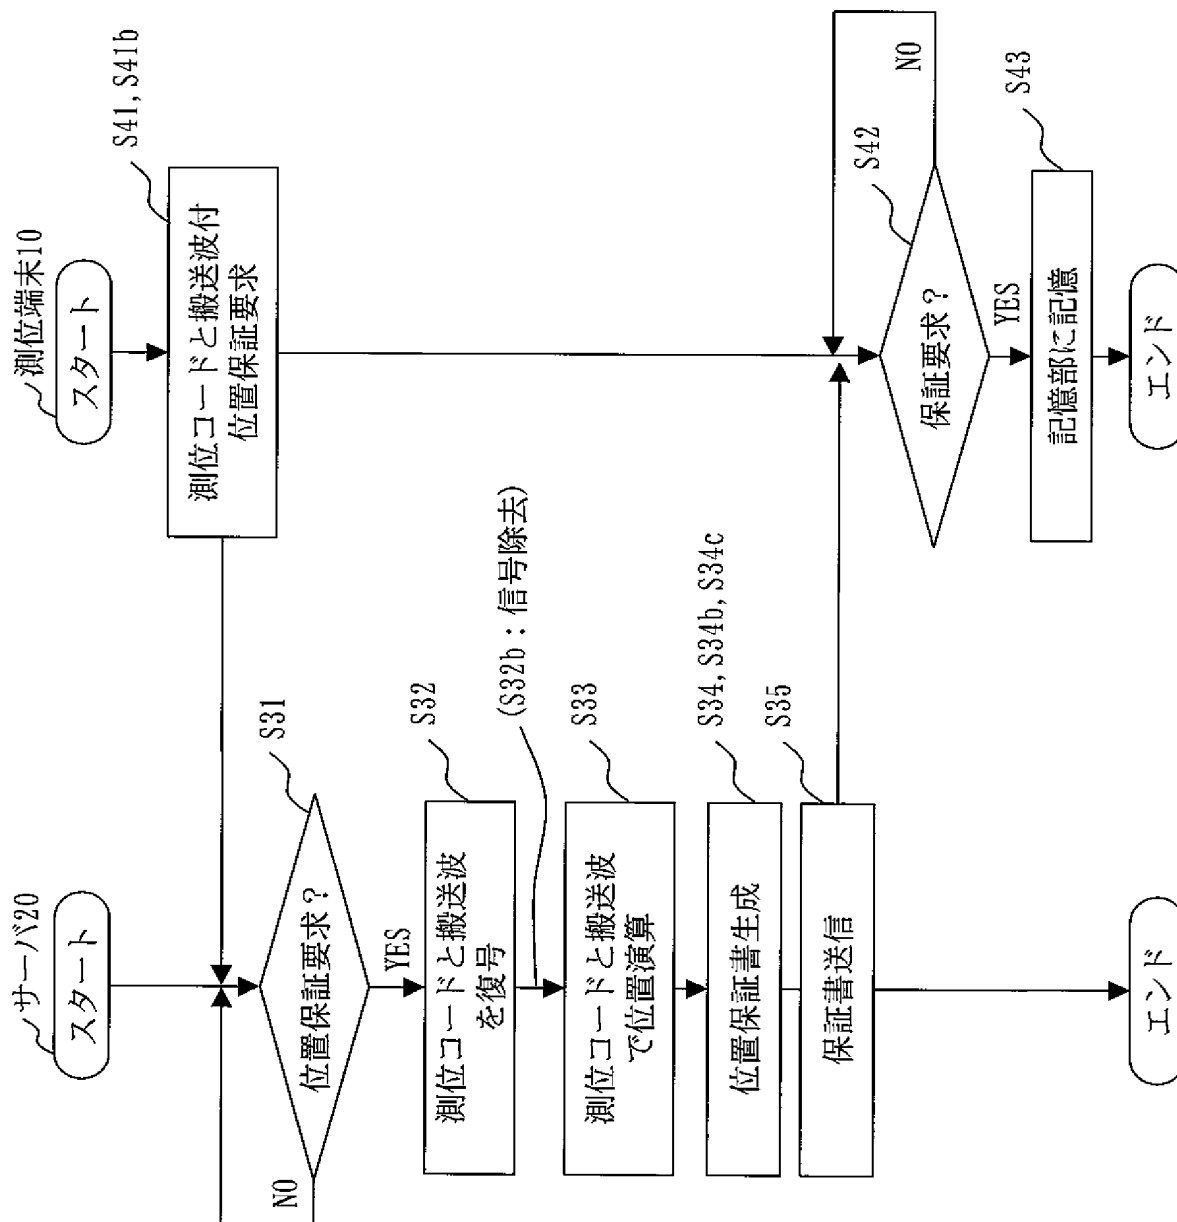 サーバ20
スタート
位置保証要求?
S31
NO
YES
測位コードと搬送波
を復号
S32
(S32b:信号除去)
測位コードと搬送波
で位置演算
S33
位置保証書生成
S34, S34b, S34c
保証書送信
S35
エンド
測位端末10
スタート
測位コードと搬送波付
位置保証要求
S41, S41b
保証要求?
S42
NO
YES
記憶部に記憶
S43
エンド